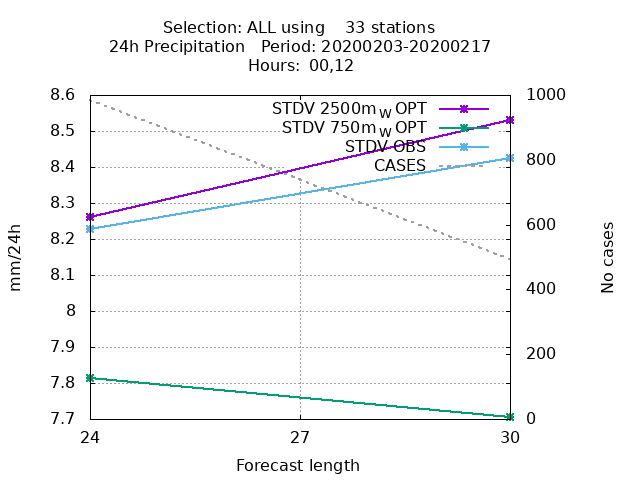 Selection: ALL using 33 stations
24h Precipitation Period: 20200203-20200217
Hours: 00,12
8.6
8.5
8.4
8.3
8.2
8.1
8
7.9
7.8
7.7
mm/24h
STDV 2500m_W OPT
STDV 750m_W OPT
STDV OBS
CASES
1000
800
600
400
200
0
No cases
24 27 30
Forecast length